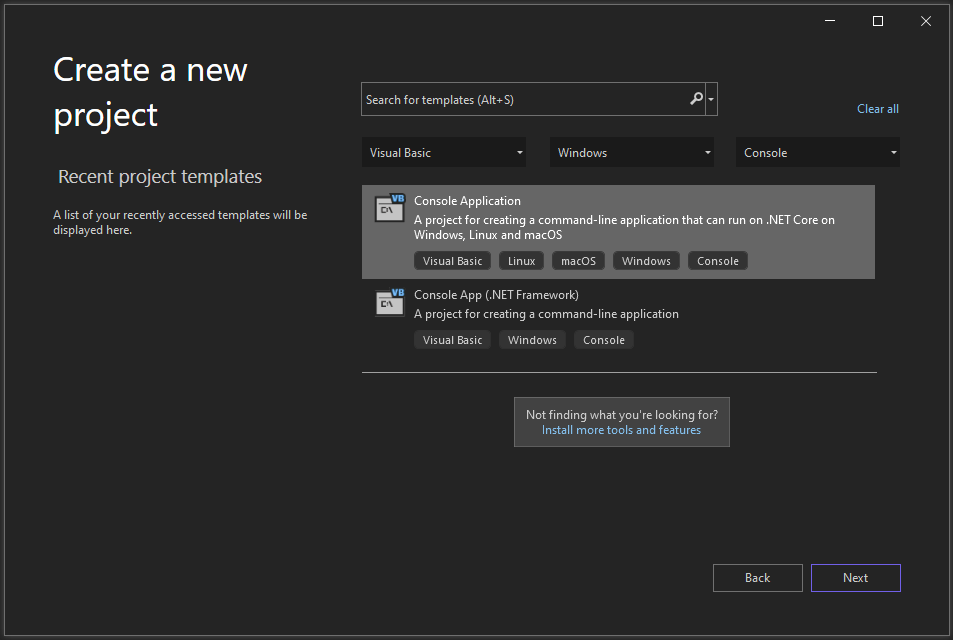 Create a new
project
Recent project templates
A list of your recently accessed templates will be
displayed here.
Search for templates (Alt+S)
Clear all
Visual Basic
Windows
Console
VB
C:\
Console Application
A project for creating a command-line application that can run on .NET Core on
Windows, Linux and macOS
Visual Basic
Linux
macOS
Windows
Console
VB
C:\
Console App (.NET Framework)
A project for creating a command-line application
Visual Basic
Windows
Console
Not finding what you're looking for?
Install more tools and features
Back
Next